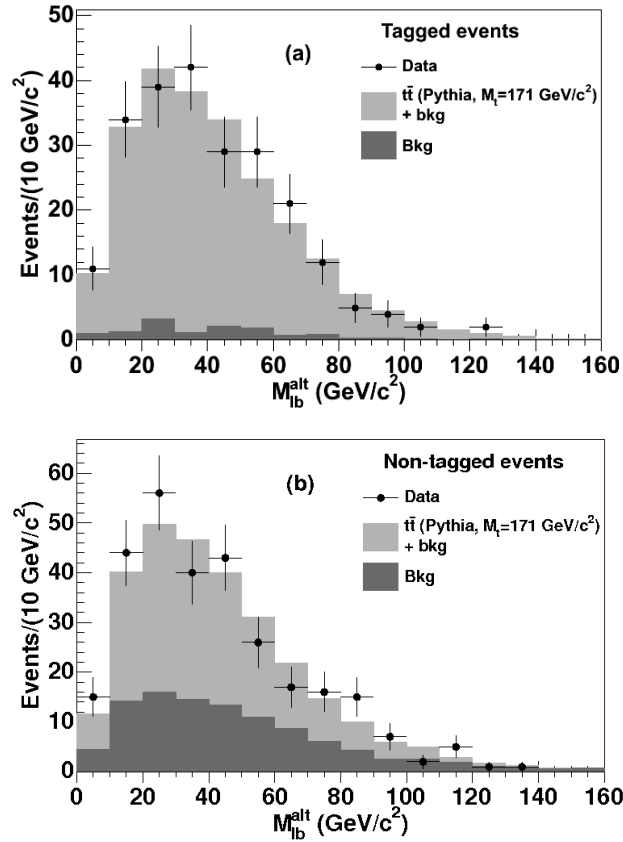 Tagged events
(a)
Data
tt̄ (Pythia, Mt=171 GeV/c²)
+ bkg
Bkg
Events/(10 GeV/c²)
50
40
30
20
10
0
0 20 40 60 80 100 120 140 160
M_lb^alt (GeV/c²)
Non-tagged events
(b)
Data
tt̄ (Pythia, Mt=171 GeV/c²)
+ bkg
Bkg
Events/(10 GeV/c²)
60
50
40
30
20
10
0
0 20 40 60 80 100 120 140 160
M_lb^alt (GeV/c²)